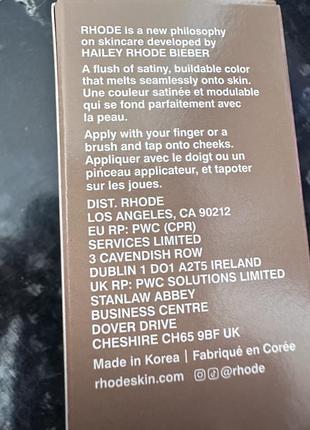 RHODE is a new philosophy
on skincare developed by
HAILEY RHODE BIEBER
A flush of satiny, buildable color
that melts seamlessly onto skin.
Une couleur satinée et modulable
qui se fond parfaitement avec
la peau.
Apply with your finger or a
brush and tap onto cheeks.
Appliquer avec le doigt ou un
pinceau applicateur, et tapoter
sur les joues.
DIST. RHODE
LOS ANGELES, CA 90212
EU RP: PWC (CPR)
SERVICES LIMITED
3 CAVENDISH ROW
DUBLIN 1 DO1 A2T5 IRELAND
UK RP: PWC SOLUTIONS LIMITED
STANLAW ABBEY
BUSINESS CENTRE
DOVER DRIVE
CHESHIRE CH65 9BF UK
Made in Korea | Fabriqué en Corée
rhodeskin.com @rhode